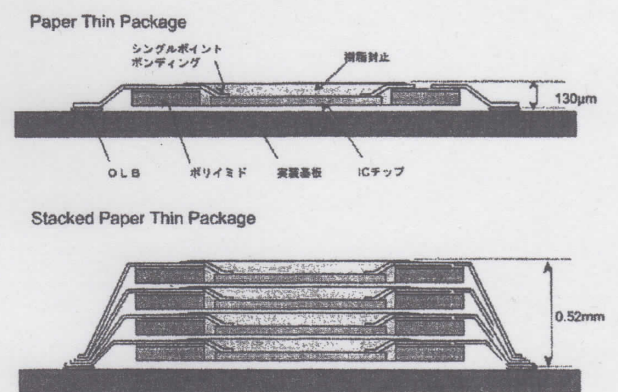 Paper Thin Package
シングルポイント
ボンディング
樹脂封止
130μm
OLB
ポリイミド
実装基板
ICチップ
Stacked Paper Thin Package
0.52mm